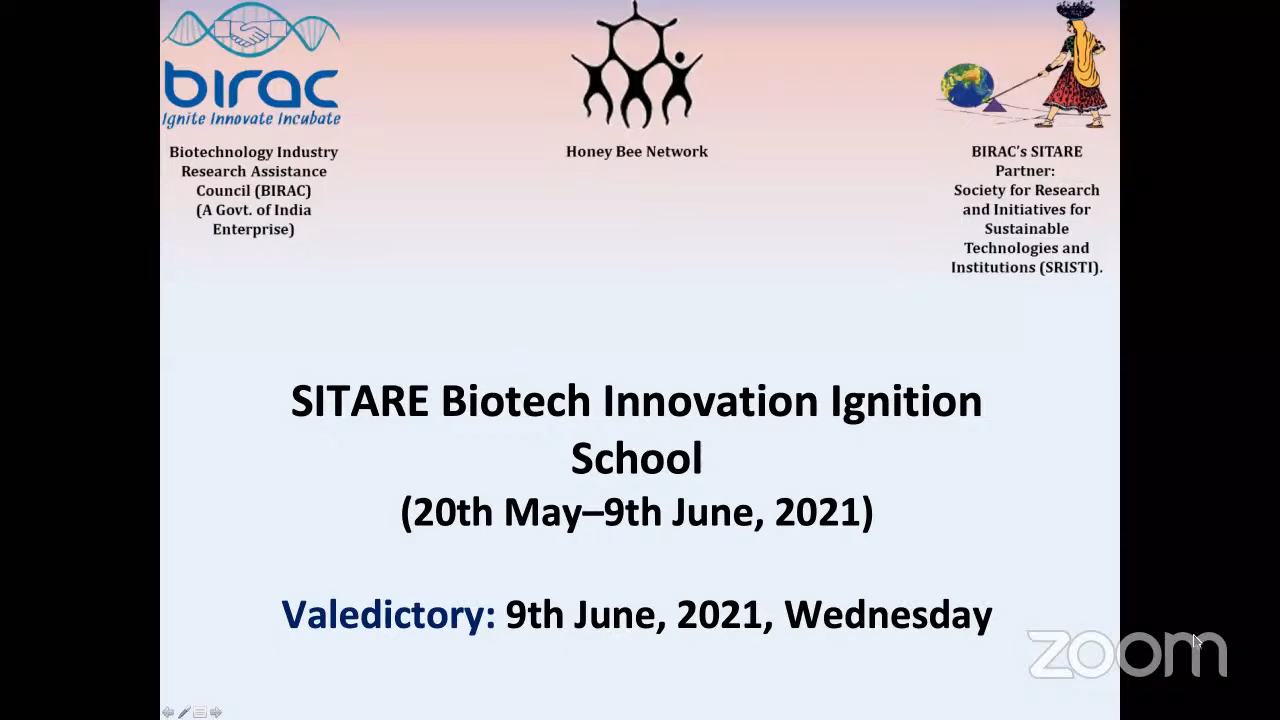 birac
Ignite Innovate Incubate
Biotechnology Industry
Research Assistance
Council (BIRAC)
(A Govt. of India
Enterprise)
Honey Bee Network
BIRAC's SITARE
Partner:
Society for Research
and Initiatives for
Sustainable
Technologies and
Institutions (SRISTI).
SITARE Biotech Innovation Ignition
School
(20th May–9th June, 2021)
Valedictory: 9th June, 2021, Wednesday
zoom